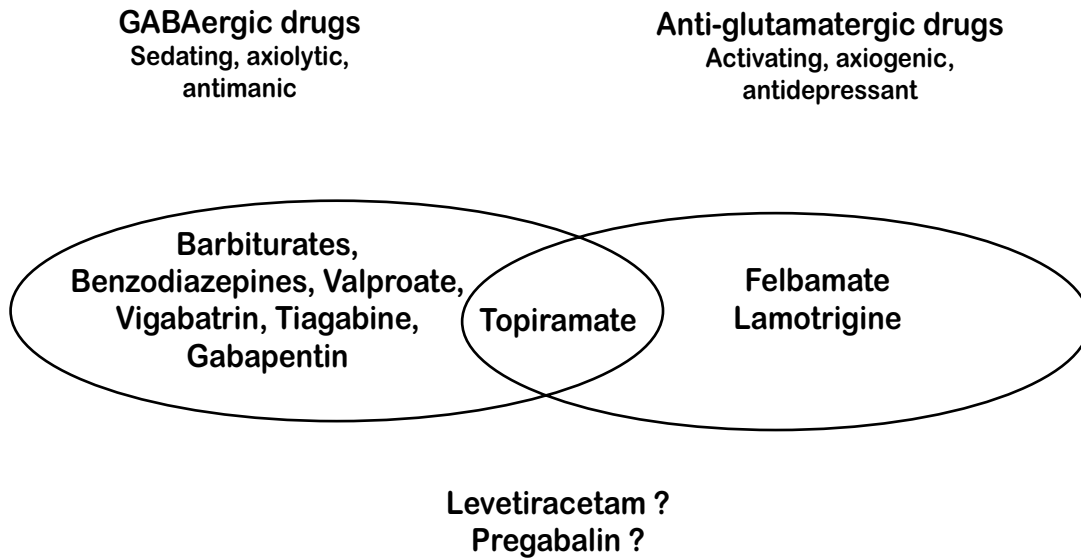 GABAergic drugs
Sedating, axiolytic,
antimanic
Anti-glutamatergic drugs
Activating, axiogenic,
antidepressant
Barbiturates,
Benzodiazepines, Valproate,
Vigabatrin, Tiagabine,
Gabapentin
Topiramate
Felbamate
Lamotrigine
Levetiracetam ?
Pregabalin ?